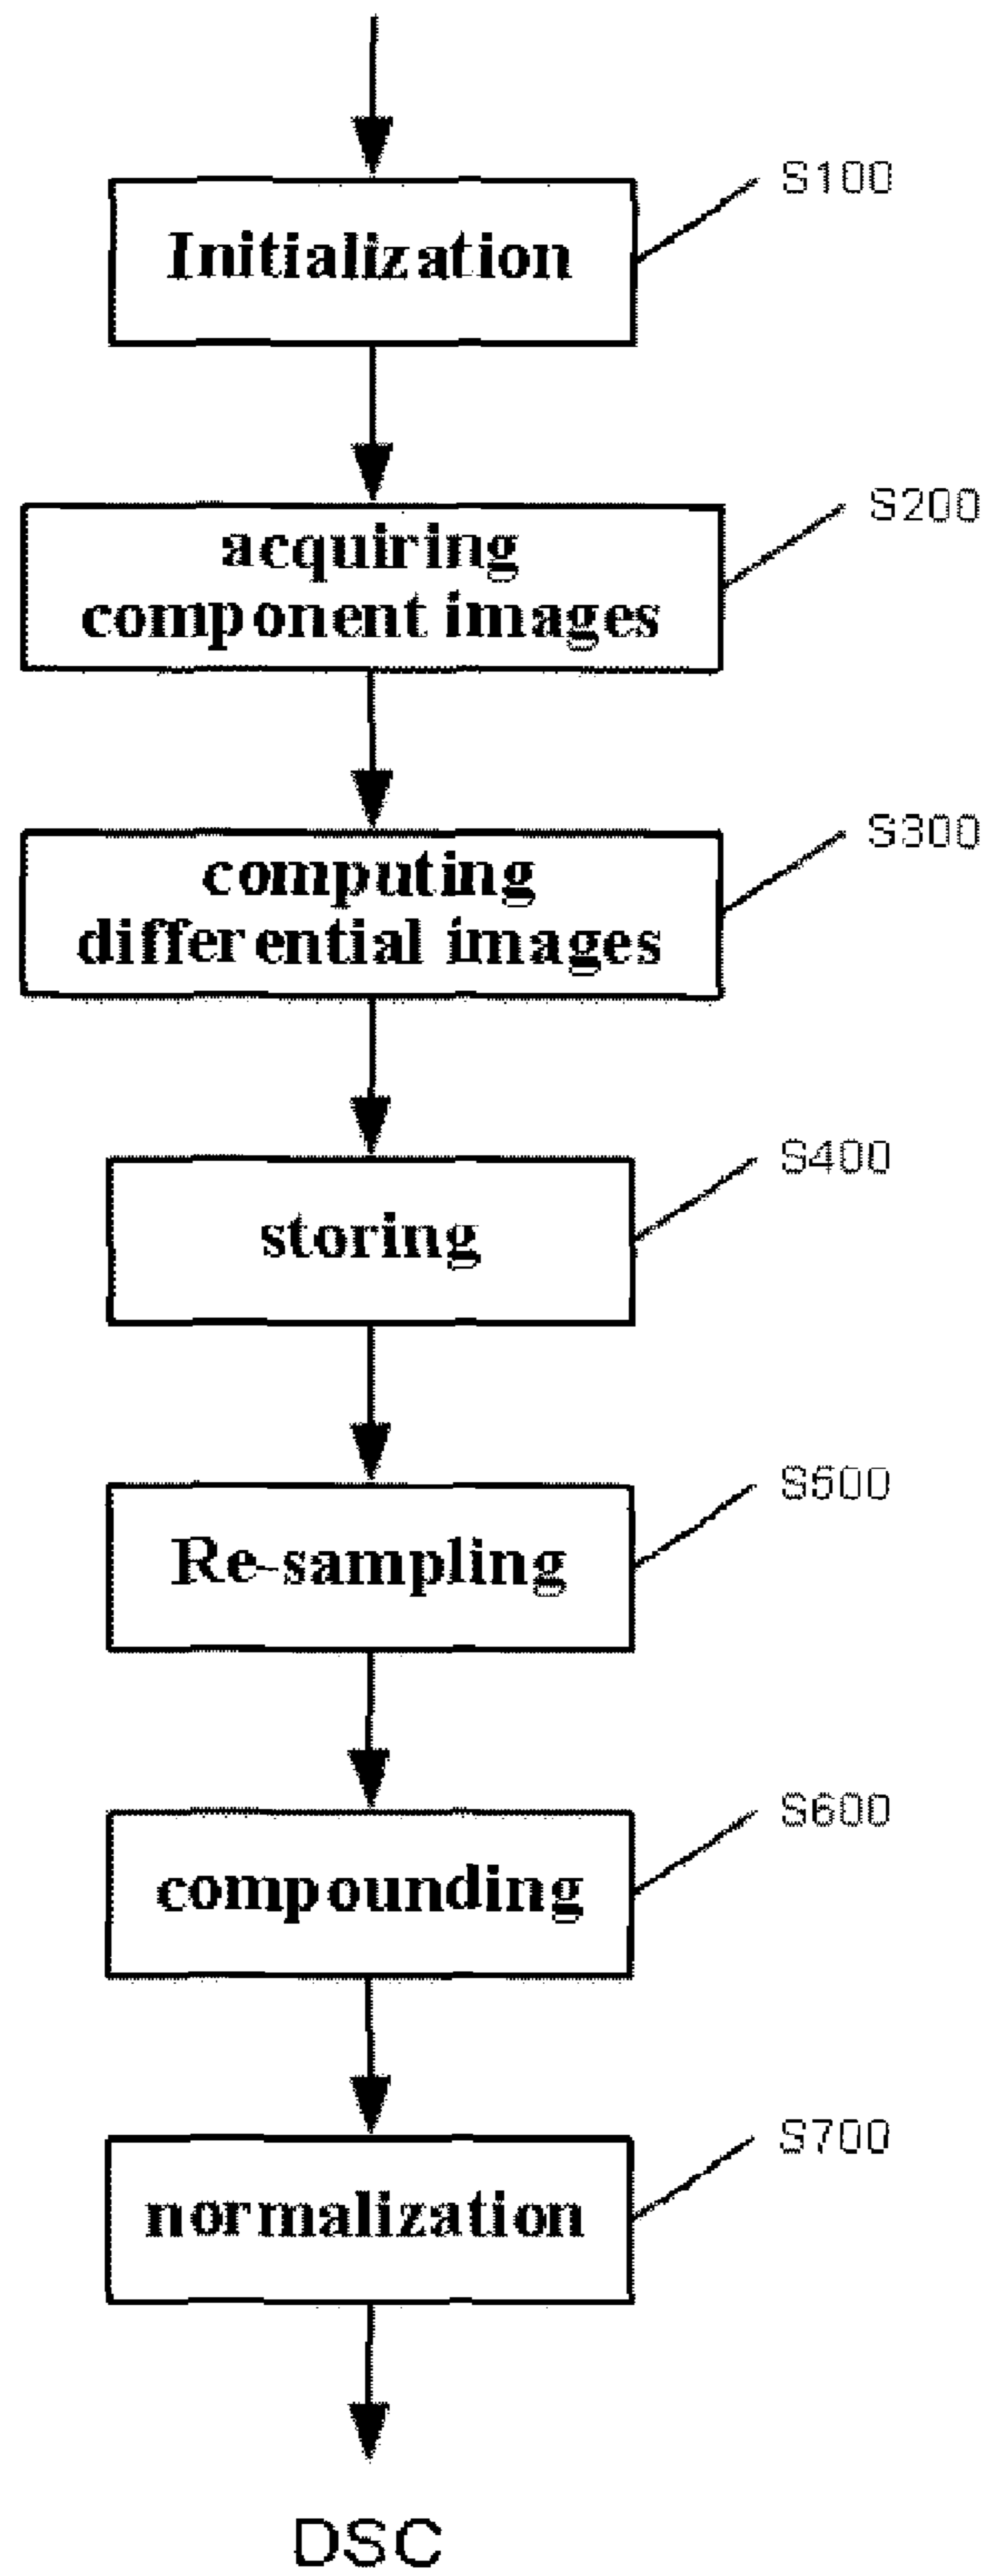 S100
Initialization
S200
acquiring
component images
S300
computing
differential images
S400
storing
S500
Re-sampling
S600
compounding
S700
normalization
DSC